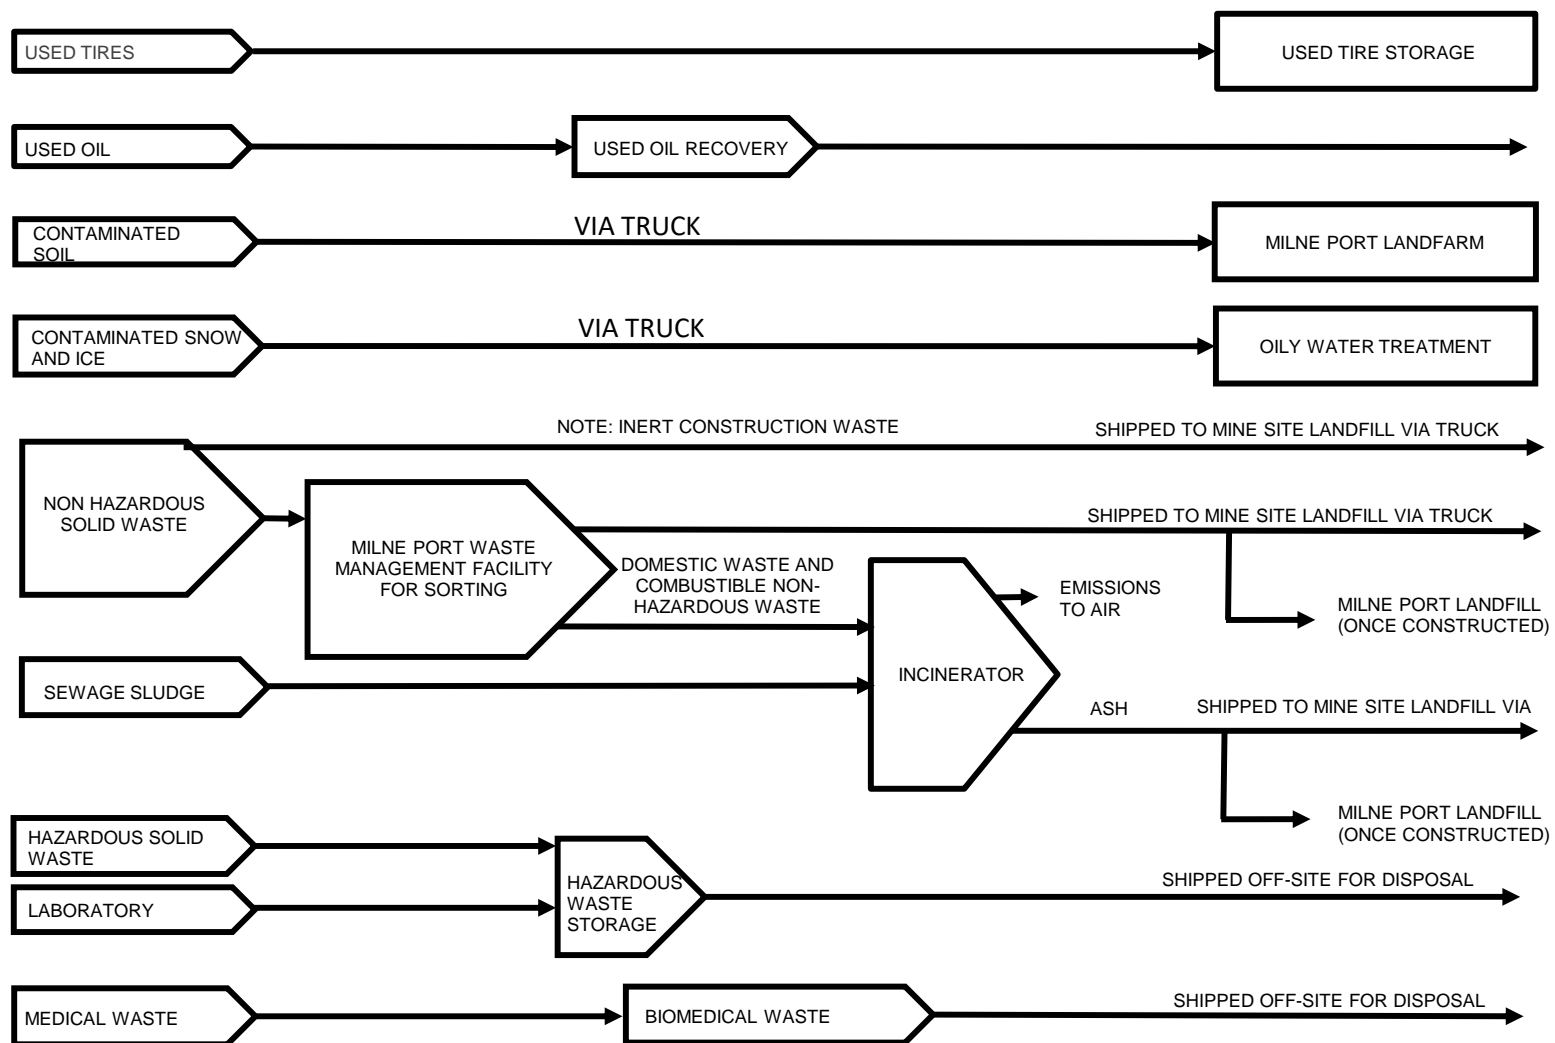 USED TIRES
USED TIRE STORAGE
USED OIL
USED OIL RECOVERY
CONTAMINATED
SOIL
VIA TRUCK
MILNE PORT LANDFARM
CONTAMINATED SNOW
AND ICE
VIA TRUCK
OILY WATER TREATMENT
NOTE: INERT CONSTRUCTION WASTE
SHIPPED TO MINE SITE LANDFILL VIA TRUCK
NON HAZARDOUS
SOLID WASTE
MILNE PORT WASTE
MANAGEMENT FACILITY
FOR SORTING
SHIPPED TO MINE SITE LANDFILL VIA TRUCK
DOMESTIC WASTE AND
COMBUSTIBLE NON-
HAZARDOUS WASTE
EMISSIONS
TO AIR
MILNE PORT LANDFILL
(ONCE CONSTRUCTED)
SEWAGE SLUDGE
INCINERATOR
ASH
SHIPPED TO MINE SITE LANDFILL VIA
MILNE PORT LANDFILL
(ONCE CONSTRUCTED)
HAZARDOUS SOLID
WASTE
LABORATORY
HAZARDOUS
WASTE
STORAGE
SHIPPED OFF-SITE FOR DISPOSAL
MEDICAL WASTE
BIOMEDICAL WASTE
SHIPPED OFF-SITE FOR DISPOSAL